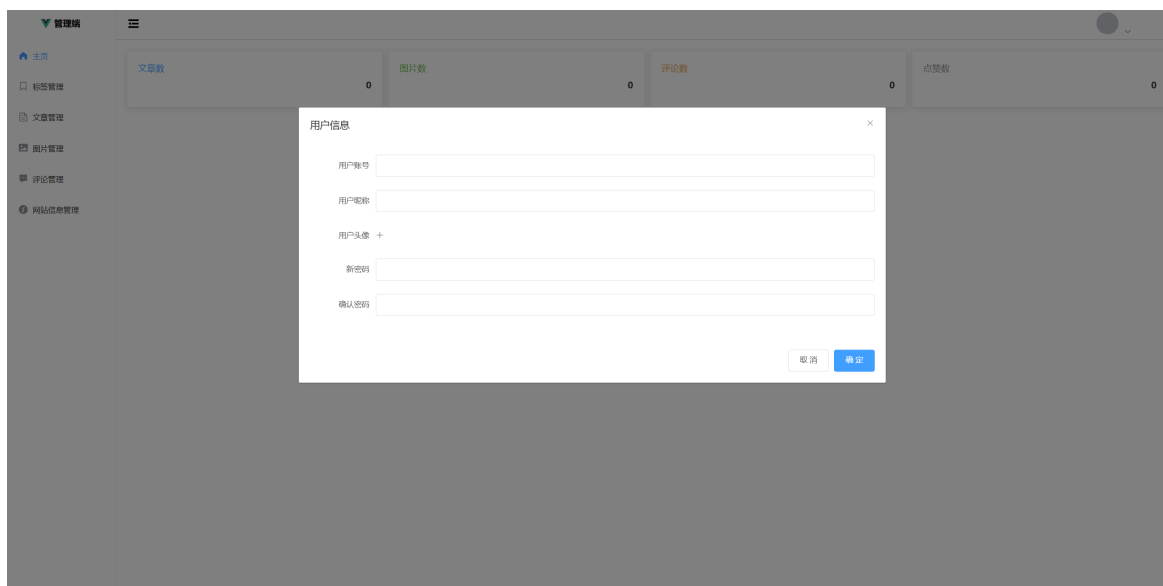 管理端
主页
标签管理
文章管理
图片管理
评论管理
网站信息管理
文章数
0
图片数
0
评论数
0
点赞数
0
用户信息
用户账号
用户昵称
用户头像
新密码
确认密码
取 消
确 定